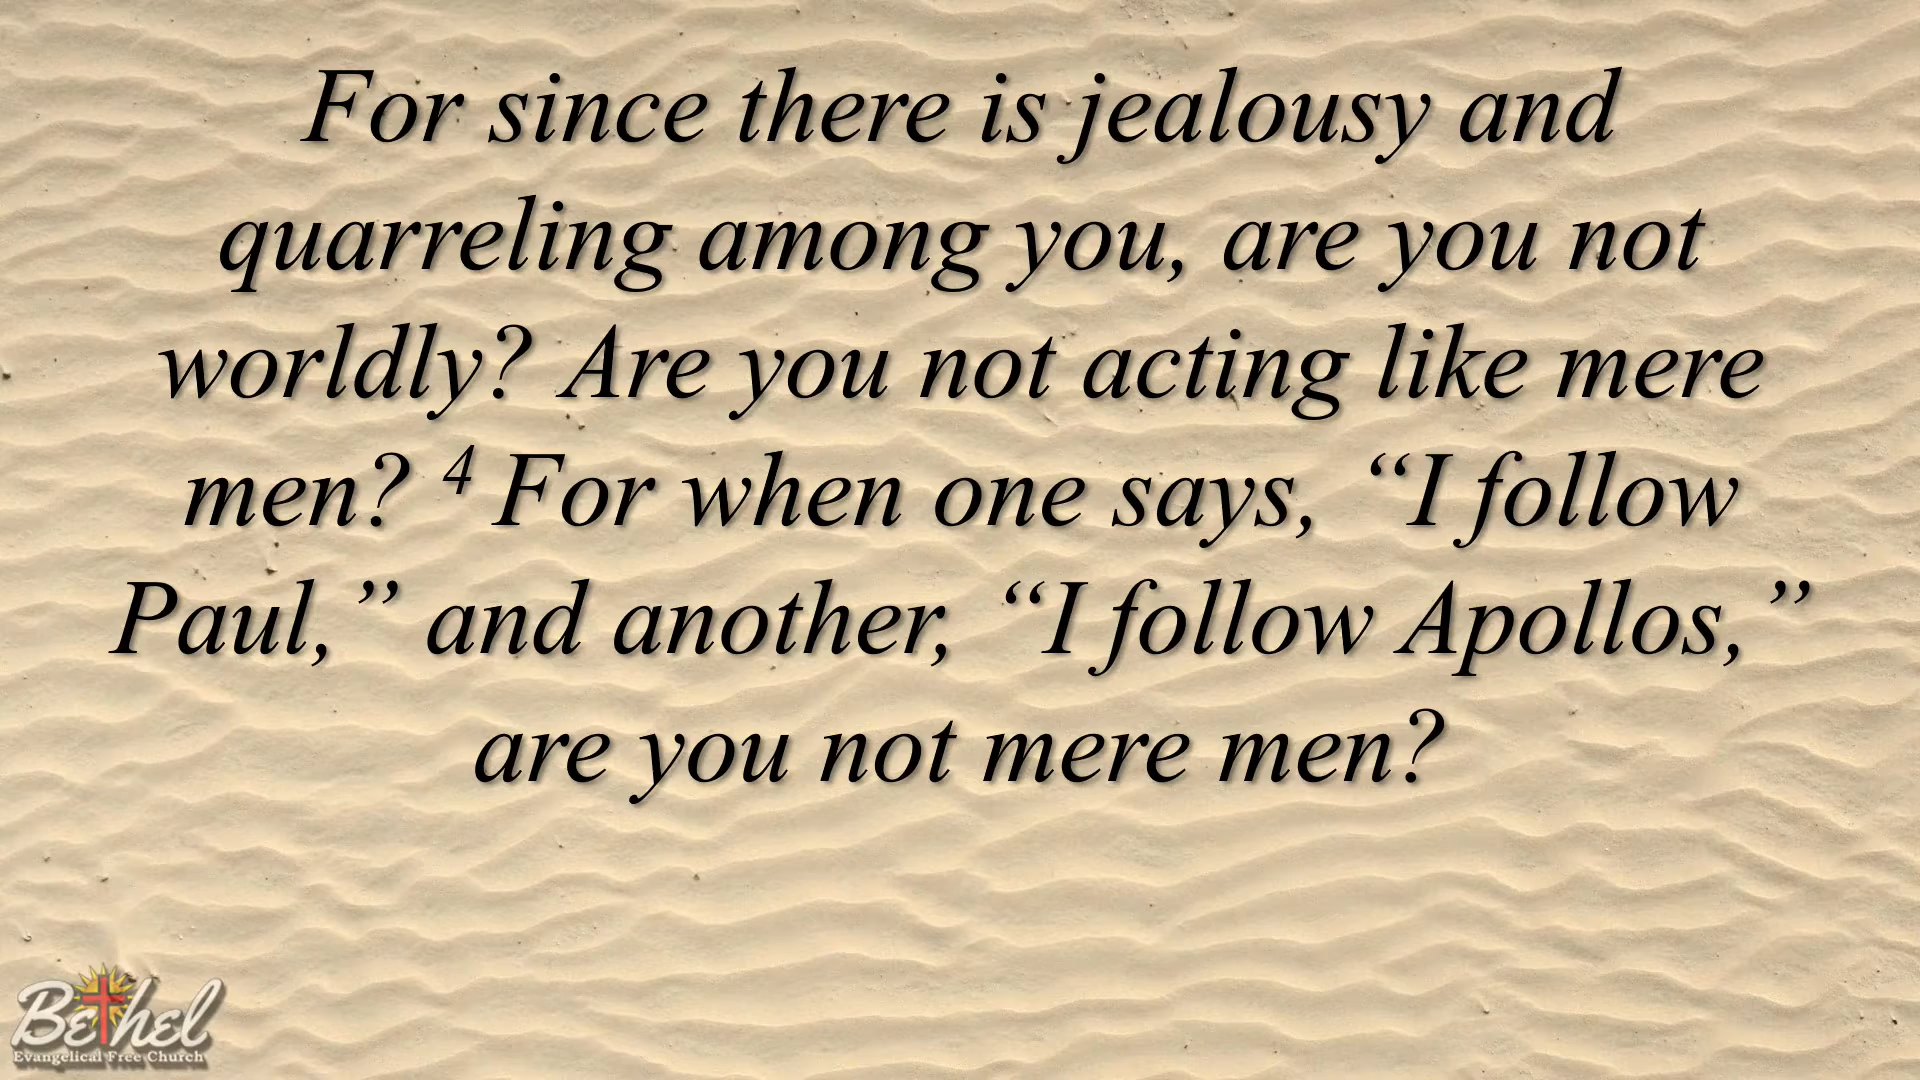 For since there is jealousy and
quarreling among you, are you not
worldly? Are you not acting like mere
men? ⁴ For when one says, “I follow
Paul,” and another, “I follow Apollos,”
are you not mere men?
Bethel
Evangelical Free Church